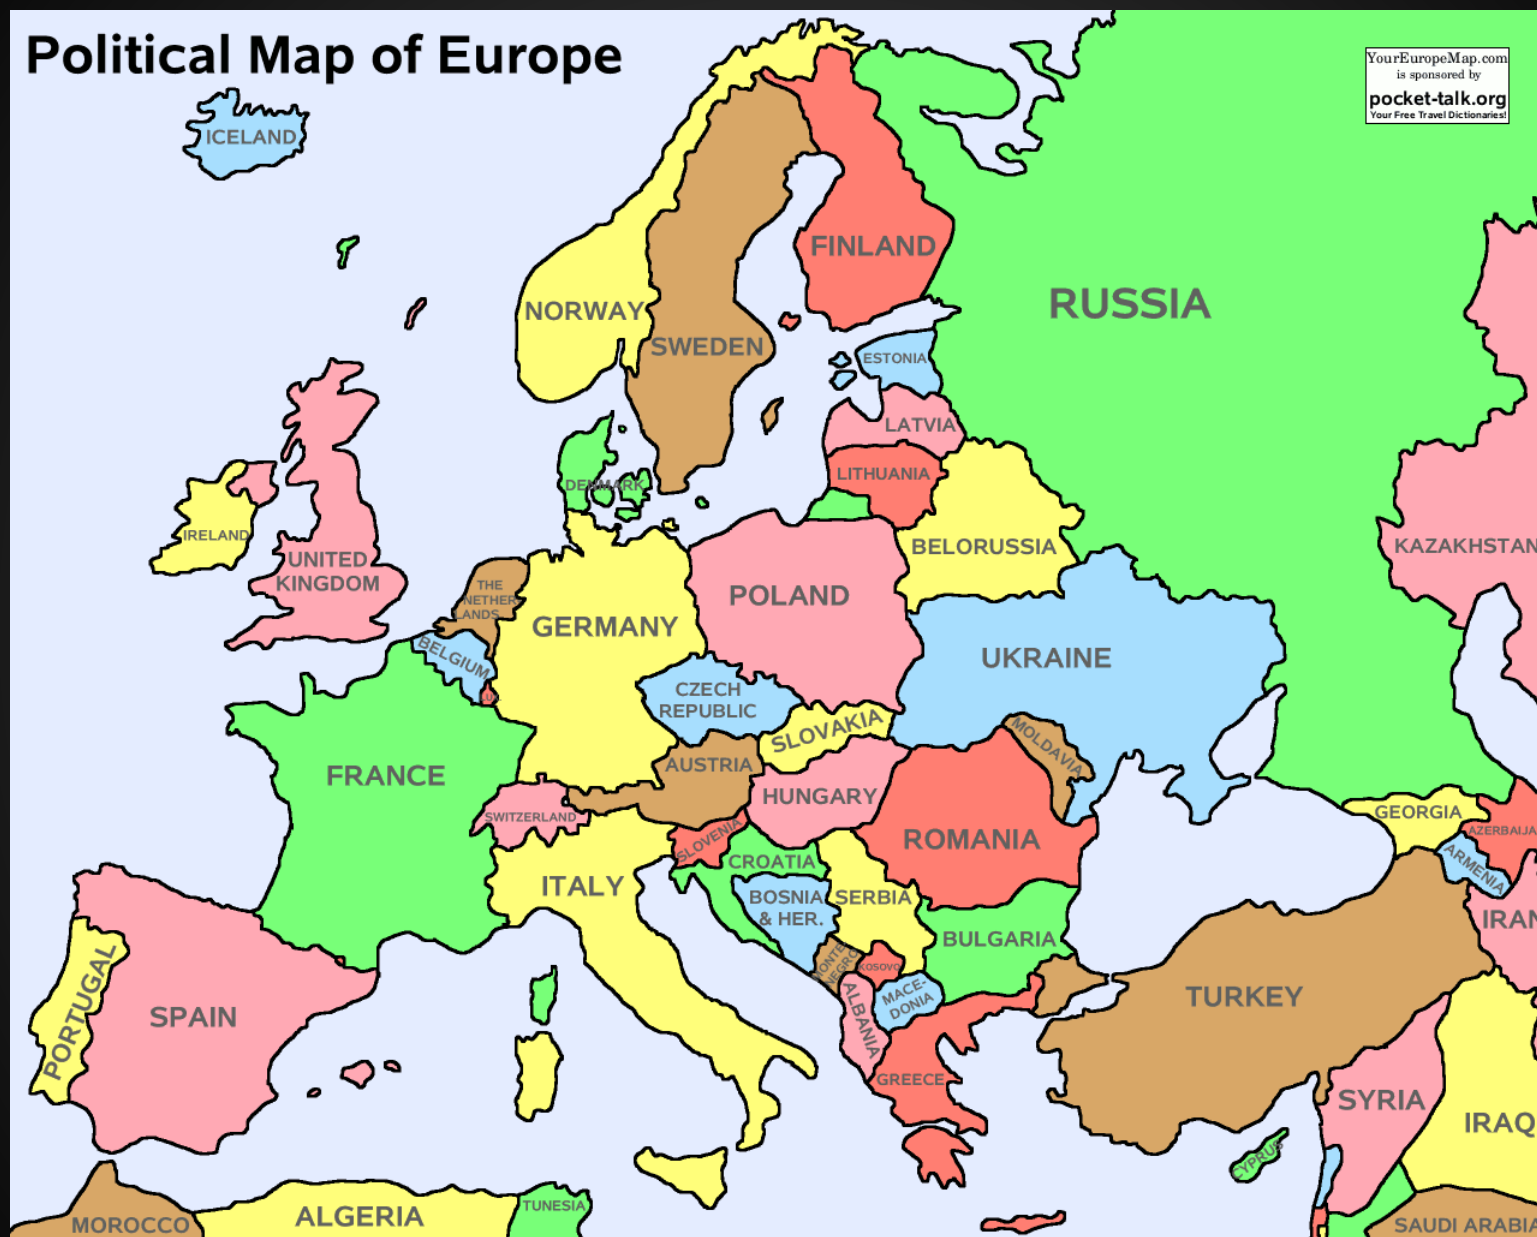 Political Map of Europe
YourEuropeMap.com
is sponsored by
pocket-talk.org
Your Free Travel Dictionaries!
ICELAND
FINLAND
RUSSIA
NORWAY
SWEDEN
ESTONIA
LATVIA
LITHUANIA
DENMARK
IRELAND
UNITED
KINGDOM
BELORUSSIA
KAZAKHSTAN
THE
NETHER
LANDS
POLAND
GERMANY
BELGIUM
UKRAINE
CZECH
REPUBLIC
SLOVAKIA
MOLDAVIA
FRANCE
AUSTRIA
HUNGARY
SWITZERLAND
GEORGIA
AZERBAIJA
SLOVENIA
ROMANIA
CROATIA
ARMENIA
ITALY
BOSNIA
& HER.
SERBIA
IRAN
BULGARIA
MONTE
NEGRO
KOSOVO
PORTUGAL
SPAIN
MACE-
DONIA
TURKEY
ALBANIA
GREECE
SYRIA
IRAQ
CYPRUS
MOROCCO
ALGERIA
TUNESIA
SAUDI ARABIA